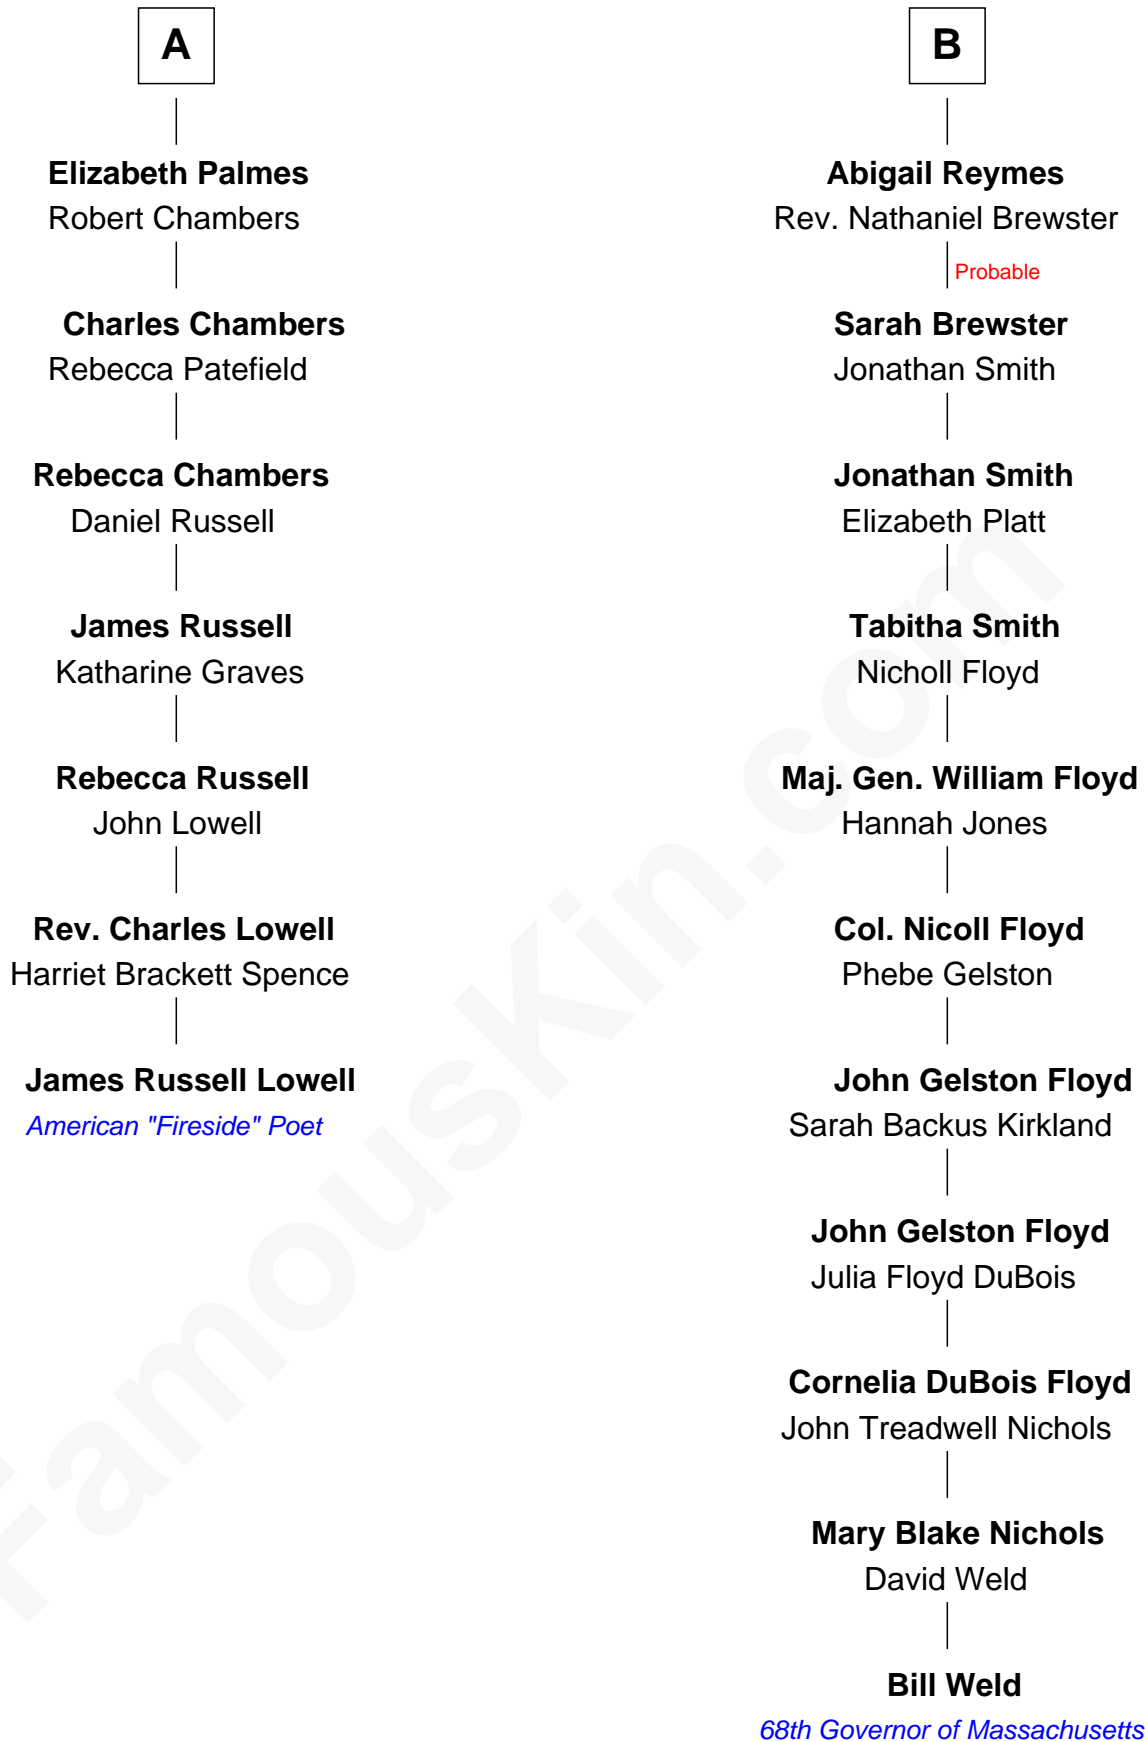 A
Elizabeth Palmes
Robert Chambers
Charles Chambers
Rebecca Patefield
Rebecca Chambers
Daniel Russell
James Russell
Katharine Graves
Rebecca Russell
John Lowell
Rev. Charles Lowell
Harriet Brackett Spence
James Russell Lowell
American "Fireside" Poet
B
Abigail Reymes
Rev. Nathaniel Brewster
Probable
Sarah Brewster
Jonathan Smith
Jonathan Smith
Elizabeth Platt
Tabitha Smith
Nicholl Floyd
Maj. Gen. William Floyd
Hannah Jones
Col. Nicoll Floyd
Phebe Gelston
John Gelston Floyd
Sarah Backus Kirkland
John Gelston Floyd
Julia Floyd DuBois
Cornelia DuBois Floyd
John Treadwell Nichols
Mary Blake Nichols
David Weld
Bill Weld
68th Governor of Massachusetts
FamousKin.com